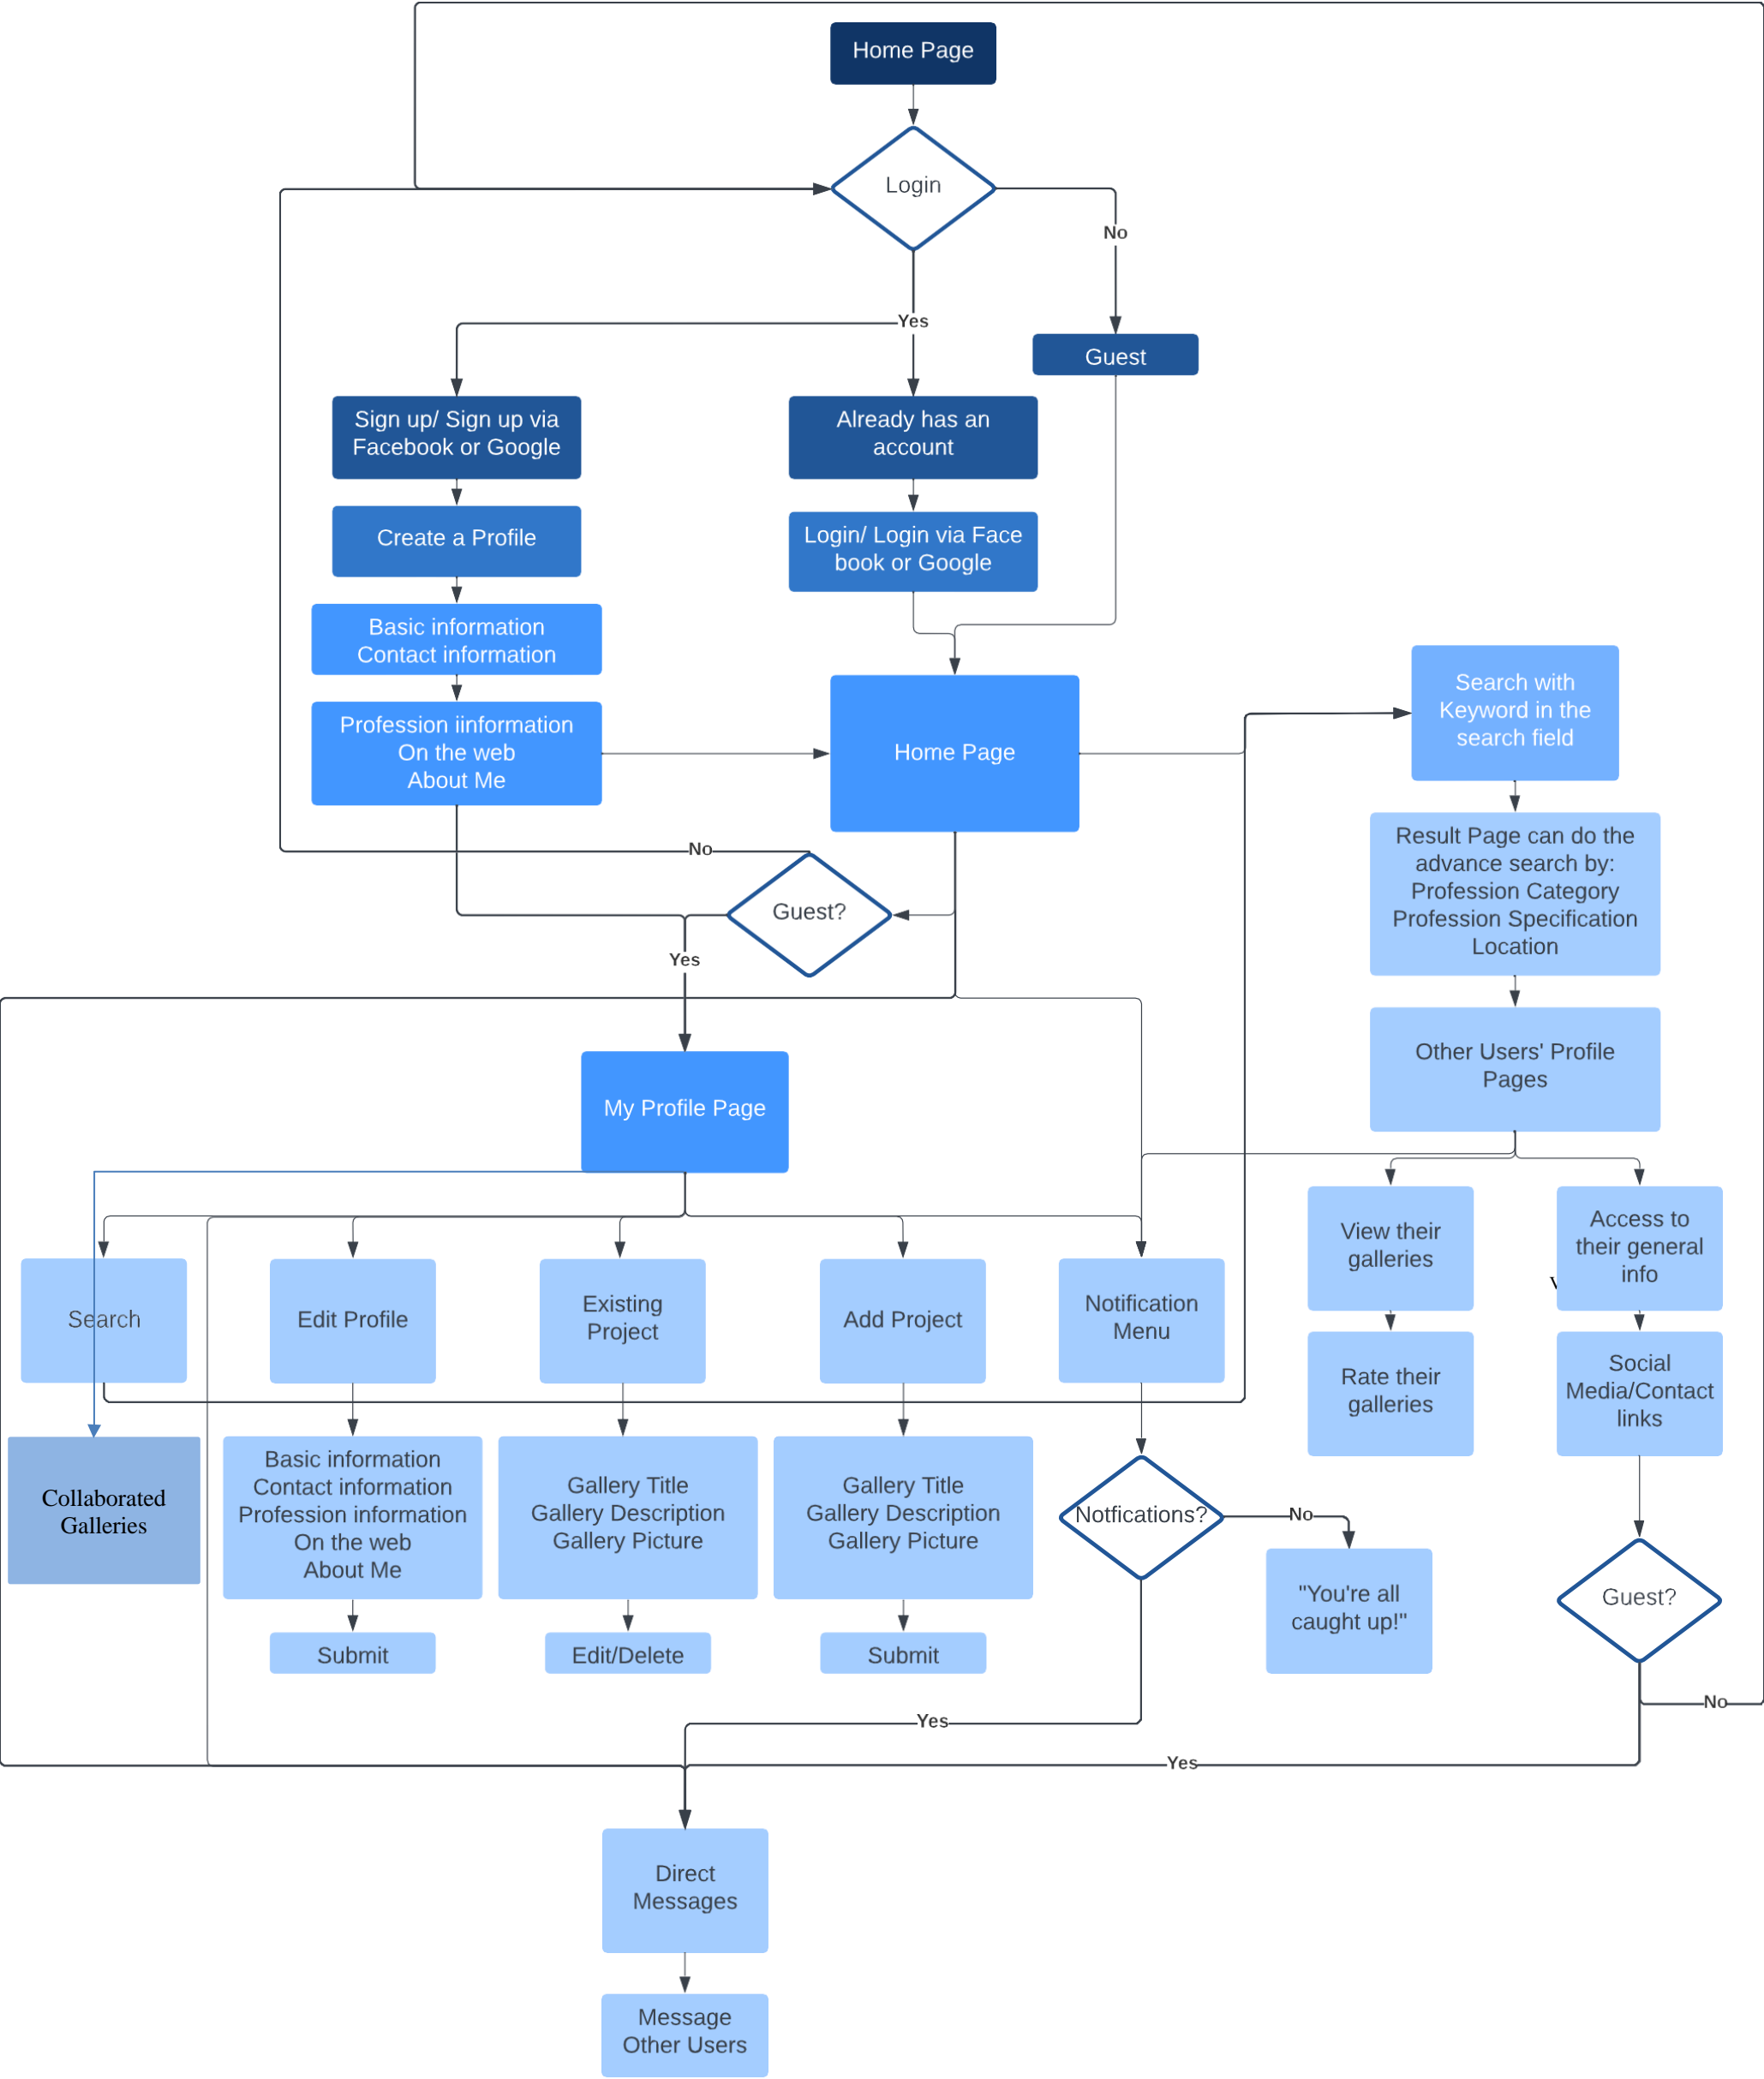 Home Page
Login
No
Yes
Guest
Sign up/ Sign up via
Facebook or Google
Already has an
account
Create a Profile
Login/ Login via Face
book or Google
Basic information
Contact information
Profession iinformation
On the web
About Me
Home Page
Search with
Keyword in the
search field
Result Page can do the
advance search by:
Profession Category
Profession Specification
Location
No
Guest?
Yes
Other Users' Profile
Pages
My Profile Page
View their
galleries
Access to
their general
info
Search
Edit Profile
Existing
Project
Add Project
Notification
Menu
Rate their
galleries
Social
Media/Contact
links
Collaborated
Galleries
Basic information
Contact information
Profession information
On the web
About Me
Gallery Title
Gallery Description
Gallery Picture
Gallery Title
Gallery Description
Gallery Picture
Notfications?
No
"You're all
caught up!"
Guest?
Submit
Edit/Delete
Submit
No
Yes
Yes
Direct
Messages
Message
Other Users